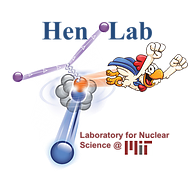 Hen Lab
Laboratory for Nuclear
Science @ MIT